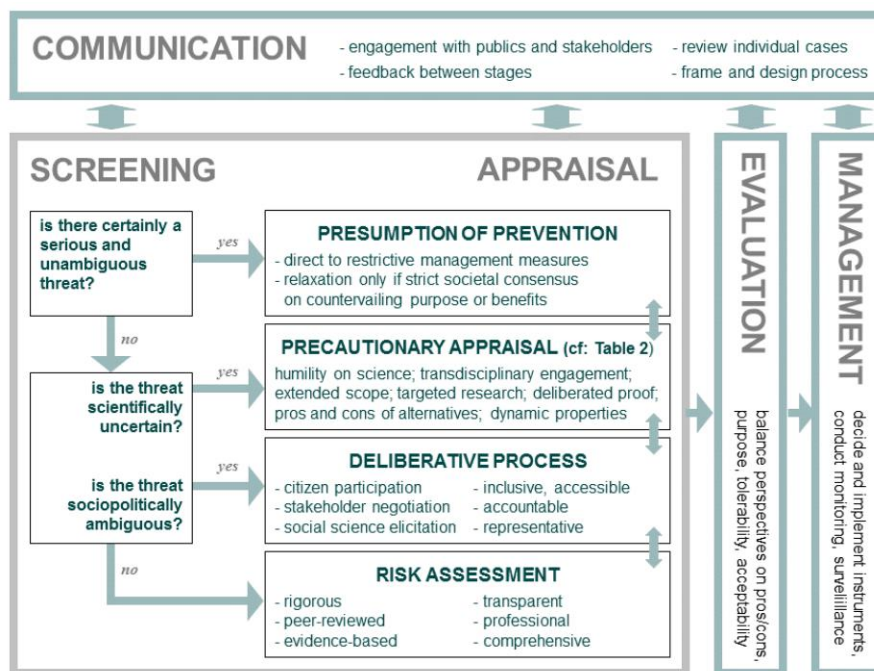 COMMUNICATION
- engagement with publics and stakeholders
- feedback between stages
- review individual cases
- frame and design process
SCREENING
APPRAISAL
is there certainly a
serious and
unambiguous
threat?
yes
PRESUMPTION OF PREVENTION
- direct to restrictive management measures
- relaxation only if strict societal consensus
on countervailing purpose or benefits
no
is the threat
scientifically
uncertain?
yes
PRECAUTIONARY APPRAISAL (cf: Table 2)
humility on science; transdisciplinary engagement;
extended scope; targeted research; deliberated proof;
pros and cons of alternatives; dynamic properties
is the threat
sociopolitically
ambiguous?
yes
DELIBERATIVE PROCESS
- citizen participation
- stakeholder negotiation
- social science elicitation
- inclusive, accessible
- accountable
- representative
no
RISK ASSESSMENT
- rigorous
- peer-reviewed
- evidence-based
- transparent
- professional
- comprehensive
EVALUATION
balance perspectives on pros/cons,
purpose, tolerability, acceptability
MANAGEMENT
decide and implement instruments,
conduct monitoring, surveliillance